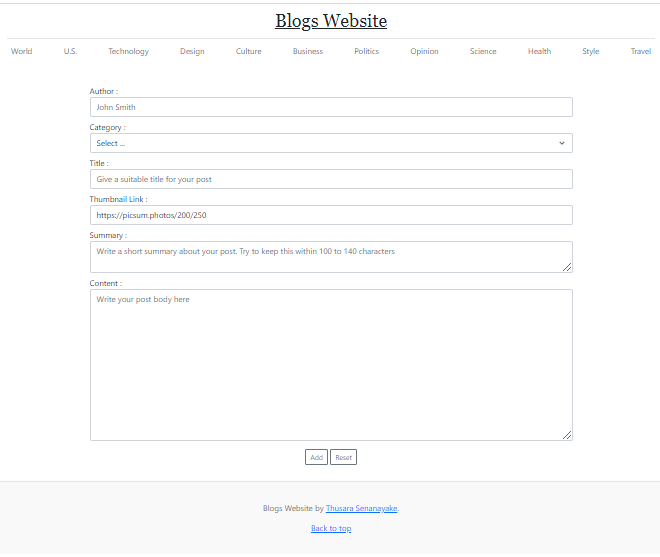 Blogs Website
World U.S. Technology Design Culture Business Politics Opinion Science Health Style Travel
Author :
John Smith
Category :
Select ...
Title :
Give a suitable title for your post
Thumbnail Link :
https://picsum.photos/200/250
Summary :
Write a short summary about your post. Try to keep this within 100 to 140 characters
Content :
Write your post body here
Add Reset
Blogs Website by Thusara Senanayake.
Back to top